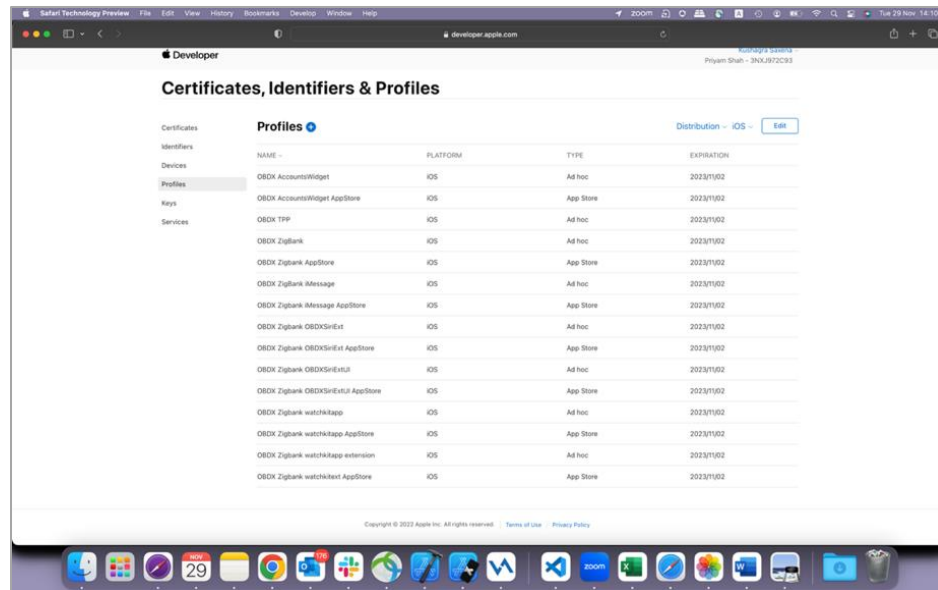 Safari Technology Preview File Edit View History Bookmarks Develop Window Help zoom Tue 29 Nov 14:10
developer.apple.com
Developer
Kushagra Saxena
Priyam Shah - 3NXJ972C93
Certificates, Identifiers & Profiles
Certificates
Identifiers
Devices
Profiles
Keys
Services
Profiles
Distribution iOS Edit
NAME PLATFORM TYPE EXPIRATION
OBDX AccountsWidget iOS Ad hoc 2023/11/02
OBDX AccountsWidget AppStore iOS App Store 2023/11/02
OBDX TPP iOS Ad hoc 2023/11/02
OBDX ZigBank iOS Ad hoc 2023/11/02
OBDX Zigbank AppStore iOS App Store 2023/11/02
OBDX ZigBank iMessage iOS Ad hoc 2023/11/02
OBDX Zigbank iMessage AppStore iOS App Store 2023/11/02
OBDX Zigbank OBDXSiriExt iOS Ad hoc 2023/11/02
OBDX Zigbank OBDXSiriExt AppStore iOS App Store 2023/11/02
OBDX Zigbank OBDXSiriExtUI iOS Ad hoc 2023/11/02
OBDX Zigbank OBDXSiriExtUI AppStore iOS App Store 2023/11/02
OBDX Zigbank watchkitapp iOS Ad hoc 2023/11/02
OBDX Zigbank watchkitapp AppStore iOS App Store 2023/11/02
OBDX Zigbank watchkitapp extension iOS Ad hoc 2023/11/02
OBDX Zigbank watchkitext AppStore iOS App Store 2023/11/02
Copyright © 2022 Apple Inc. All rights reserved. Terms of Use Privacy Policy
NOV
29
176
zoom